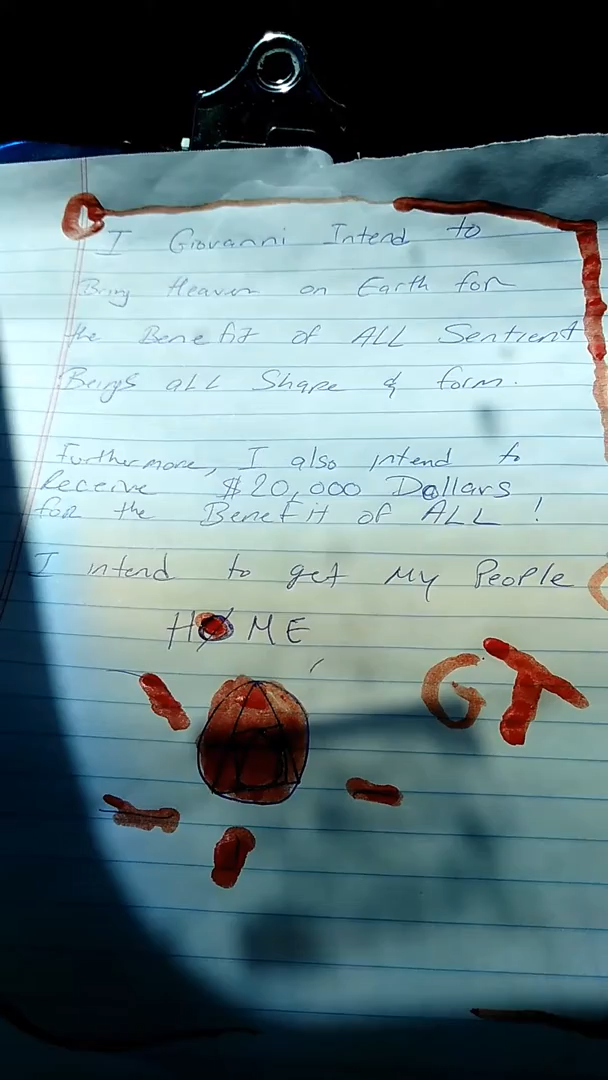 I Giovanni Intend to
Bring Heaven on Earth for
the Benefit of ALL Sentient
Beings aLL Shape & form.
Furthermore, I also intend to
Receive $20,000 Dollars
for the Benefit of ALL !
I intend to get My People
HOME
GT